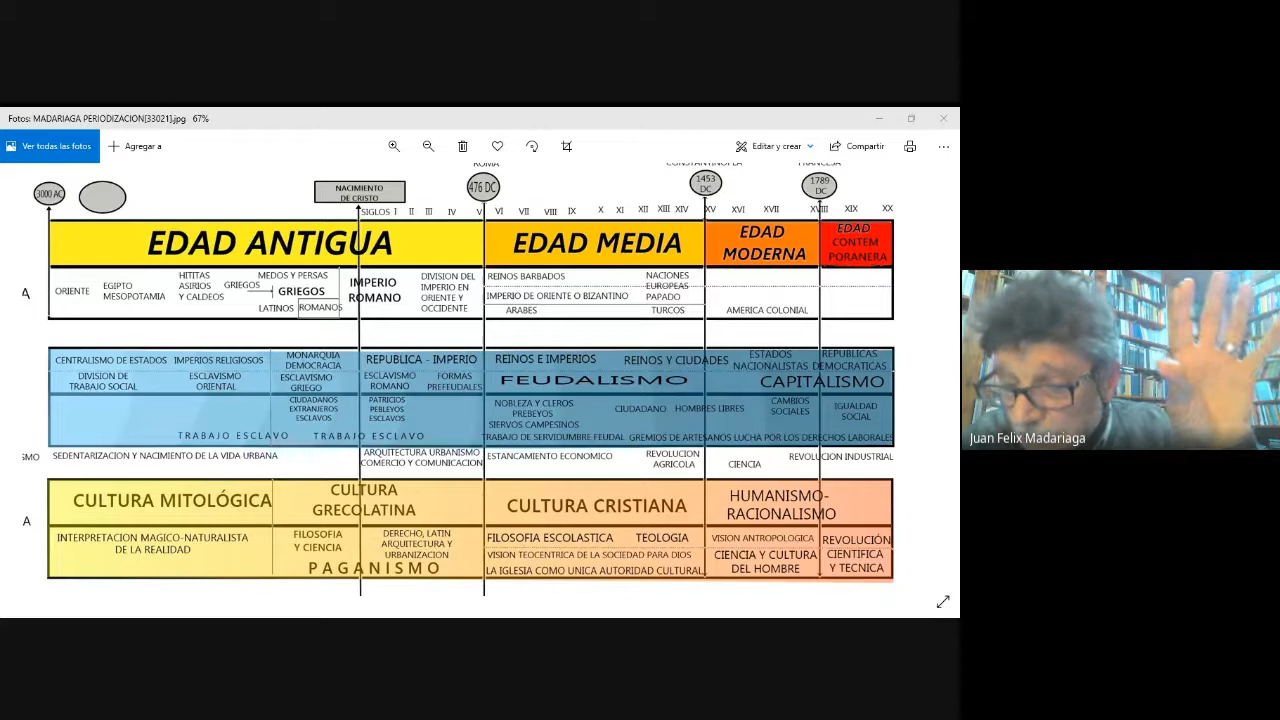 Fotos: MADARIAGA PERIODIZACION[33021].jpg 67%
Ver todas las fotos
Agregar a
Editar y crear
Compartir
ROMA
CONSTANTINOPLA
FRANCESA
3000 AC
NACIMIENTO
DE CRISTO
476 DC
1453
DC
1789
DC
SIGLOS I II III IV V VI VII VIII IX X XI XII XIII XIV XV XVI XVII XVIII XIX XX
EDAD ANTIGUA
EDAD MEDIA
EDAD
MODERNA
EDAD
CONTEM
PORANERA
A
ORIENTE
EGIPTO
MESOPOTAMIA
HITITAS
ASIRIOS
Y CALDEOS
GRIEGOS
MEDOS Y PERSAS
GRIEGOS
LATINOS
ROMANOS
IMPERIO
ROMANO
DIVISION DEL
IMPERIO EN
ORIENTE Y
OCCIDENTE
REINOS BARBADOS
IMPERIO DE ORIENTE O BIZANTINO
ARABES
NACIONES
EUROPEAS
PAPADO
TURCOS
AMERICA COLONIAL
CENTRALISMO DE ESTADOS
IMPERIOS RELIGIOSOS
MONARQUIA
DEMOCRACIA
REPUBLICA - IMPERIO
REINOS E IMPERIOS
REINOS Y CIUDADES
ESTADOS
NACIONALISTAS
REPUBLICAS
DEMOCRATICAS
DIVISION DE
TRABAJO SOCIAL
ESCLAVISMO
ORIENTAL
ESCLAVISMO
GRIEGO
ESCLAVISMO
ROMANO
FORMAS
PREFEUDALES
FEUDALISMO
CAPITALISMO
CIUDADANOS
EXTRANIEROS
ESCLAVOS
PATRICIOS
PEBLEYOS
ESCLAVOS
NOBLEZA Y CLEROS
PREBEYOS
SIERVOS CAMPESINOS
CIUDADANO
HOMBRES LIBRES
CAMBIOS
SOCIALES
IGUALDAD
SOCIAL
TRABAJO ESCLAVO
TRABAJO ESCLAVO
TRABAJO DE SERVIDUMBRE FEUDAL
GREMIOS DE ARTESANOS
LUCHA POR LOS DERECHOS LABORALES
SMO
SEDENTARIZACION Y NACIMIENTO DE LA VIDA URBANA
ARQUITECTURA URBANISMO
COMERCIO Y COMUNICACION
ESTANCAMIENTO ECONOMICO
REVOLUCION
AGRICOLA
CIENCIA
REVOLUCION INDUSTRIAL
A
CULTURA MITOLÓGICA
CULTURA
GRECOLATINA
CULTURA CRISTIANA
HUMANISMO-
RACIONALISMO
INTERPRETACION MAGICO-NATURALISTA
DE LA REALIDAD
FILOSOFIA
Y CIENCIA
DERECHO, LATIN
ARQUITECTURA Y
URBANIZACION
PAGANISMO
FILOSOFIA ESCOLASTICA
TEOLOGIA
VISION TEOCENTRICA DE LA SOCIEDAD PARA DIOS
LA IGLESIA COMO UNICA AUTORIDAD CULTURAL
VISION ANTROPOLOGICA
CIENCIA Y CULTURA
DEL HOMBRE
REVOLUCIÓN
CIENTIFICA
Y TECNICA
Juan Felix Madariaga